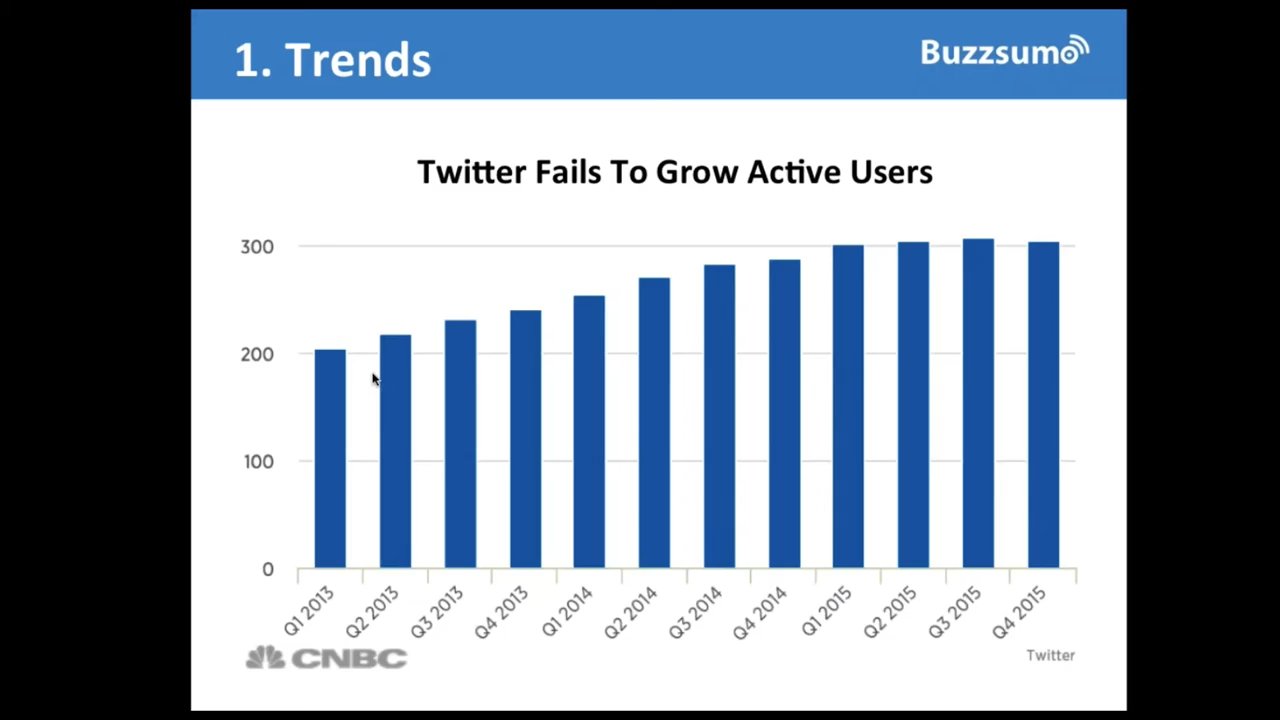 1. Trends
Buzzsumo
Twitter Fails To Grow Active Users
300
200
100
0
Q1 2013 Q2 2013 Q3 2013 Q4 2013 Q1 2014 Q2 2014 Q3 2014 Q4 2014 Q1 2015 Q2 2015 Q3 2015 Q4 2015
CNBC
Twitter